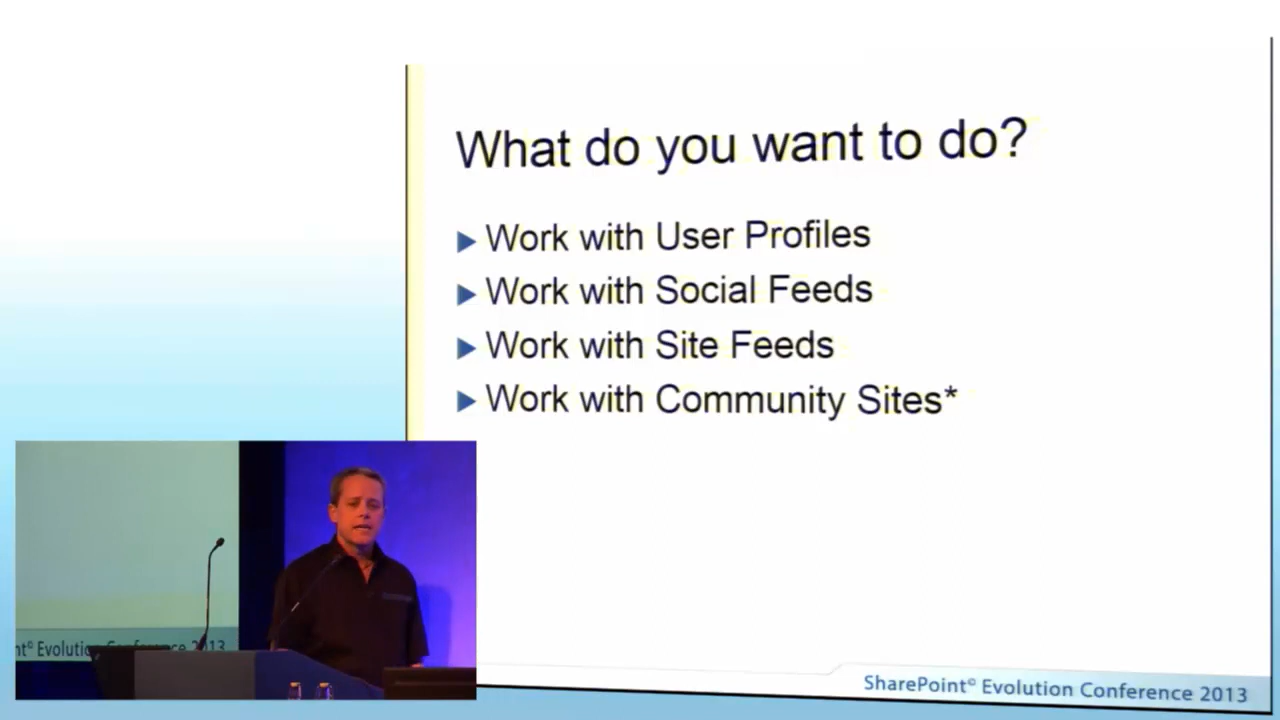 What do you want to do?
Work with User Profiles
Work with Social Feeds
Work with Site Feeds
Work with Community Sites*
nt© Evolution Conference 2013
SharePoint© Evolution Conference 2013